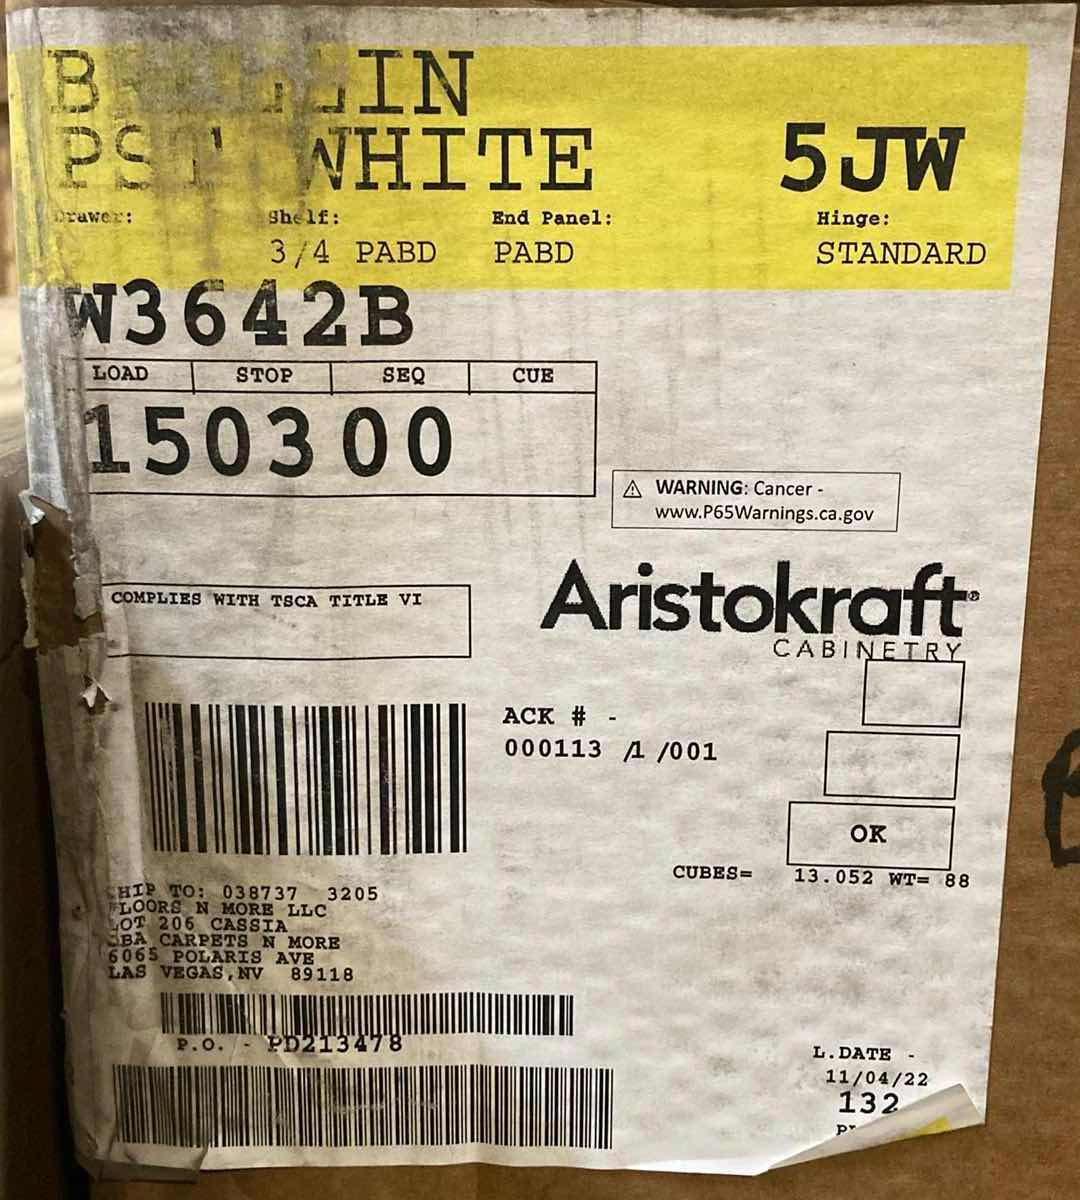 IN
PST WHITE
5JW
Drawer: Shelf: End Panel: Hinge:
3/4 PABD PABD STANDARD
W3642B
LOAD STOP SEQ CUE
150300
WARNING: Cancer -
www.P65Warnings.ca.gov
COMPLIES WITH TSCA TITLE VI
Aristokraft®
CABINETRY
ACK # -
000113 /1 /001
OK
CUBES= 13.052 WT= 88
SHIP TO: 038737 3205
FLOORS N MORE LLC
LOT 206 CASSIA
DBA CARPETS N MORE
6065 POLARIS AVE
LAS VEGAS,NV 89118
P.O. - PD213478
L.DATE -
11/04/22
132